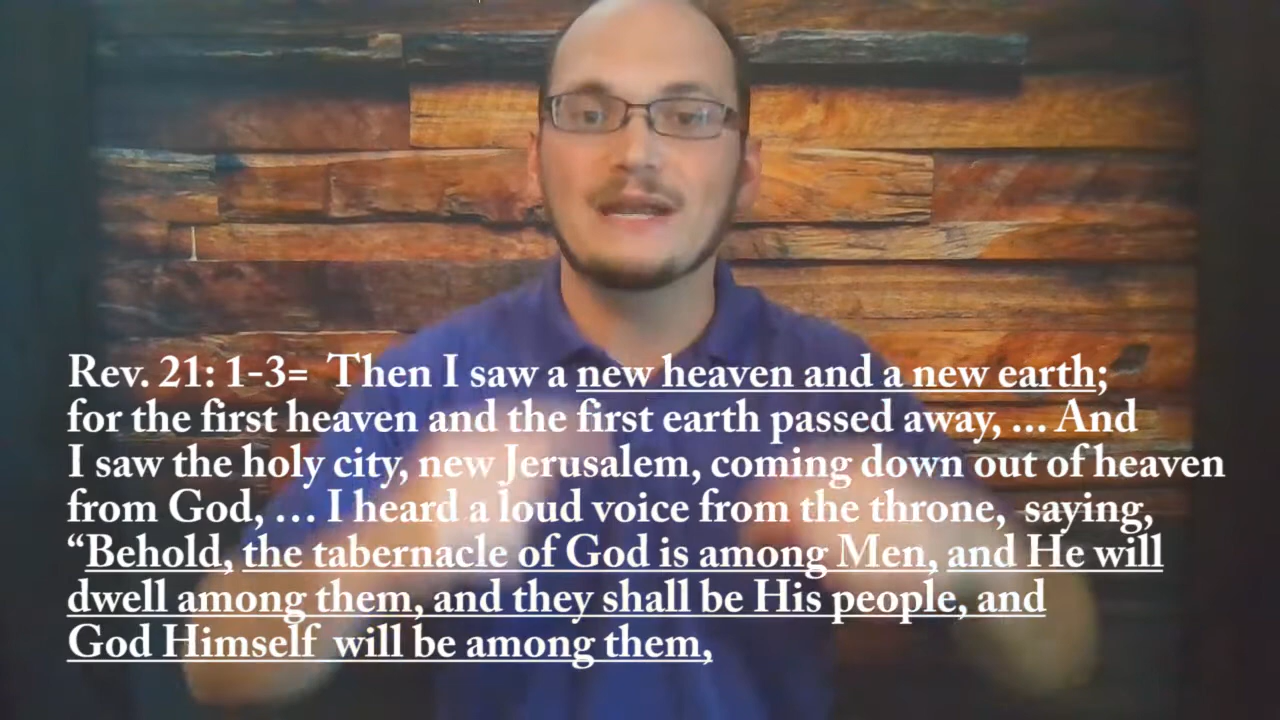 Rev. 21: 1-3= Then I saw a new heaven and a new earth;
for the first heaven and the first earth passed away, ... And
I saw the holy city, new Jerusalem, coming down out of heaven
from God, ... I heard a loud voice from the throne, saying,
“Behold, the tabernacle of God is among Men, and He will
dwell among them, and they shall be His people, and
God Himself will be among them,